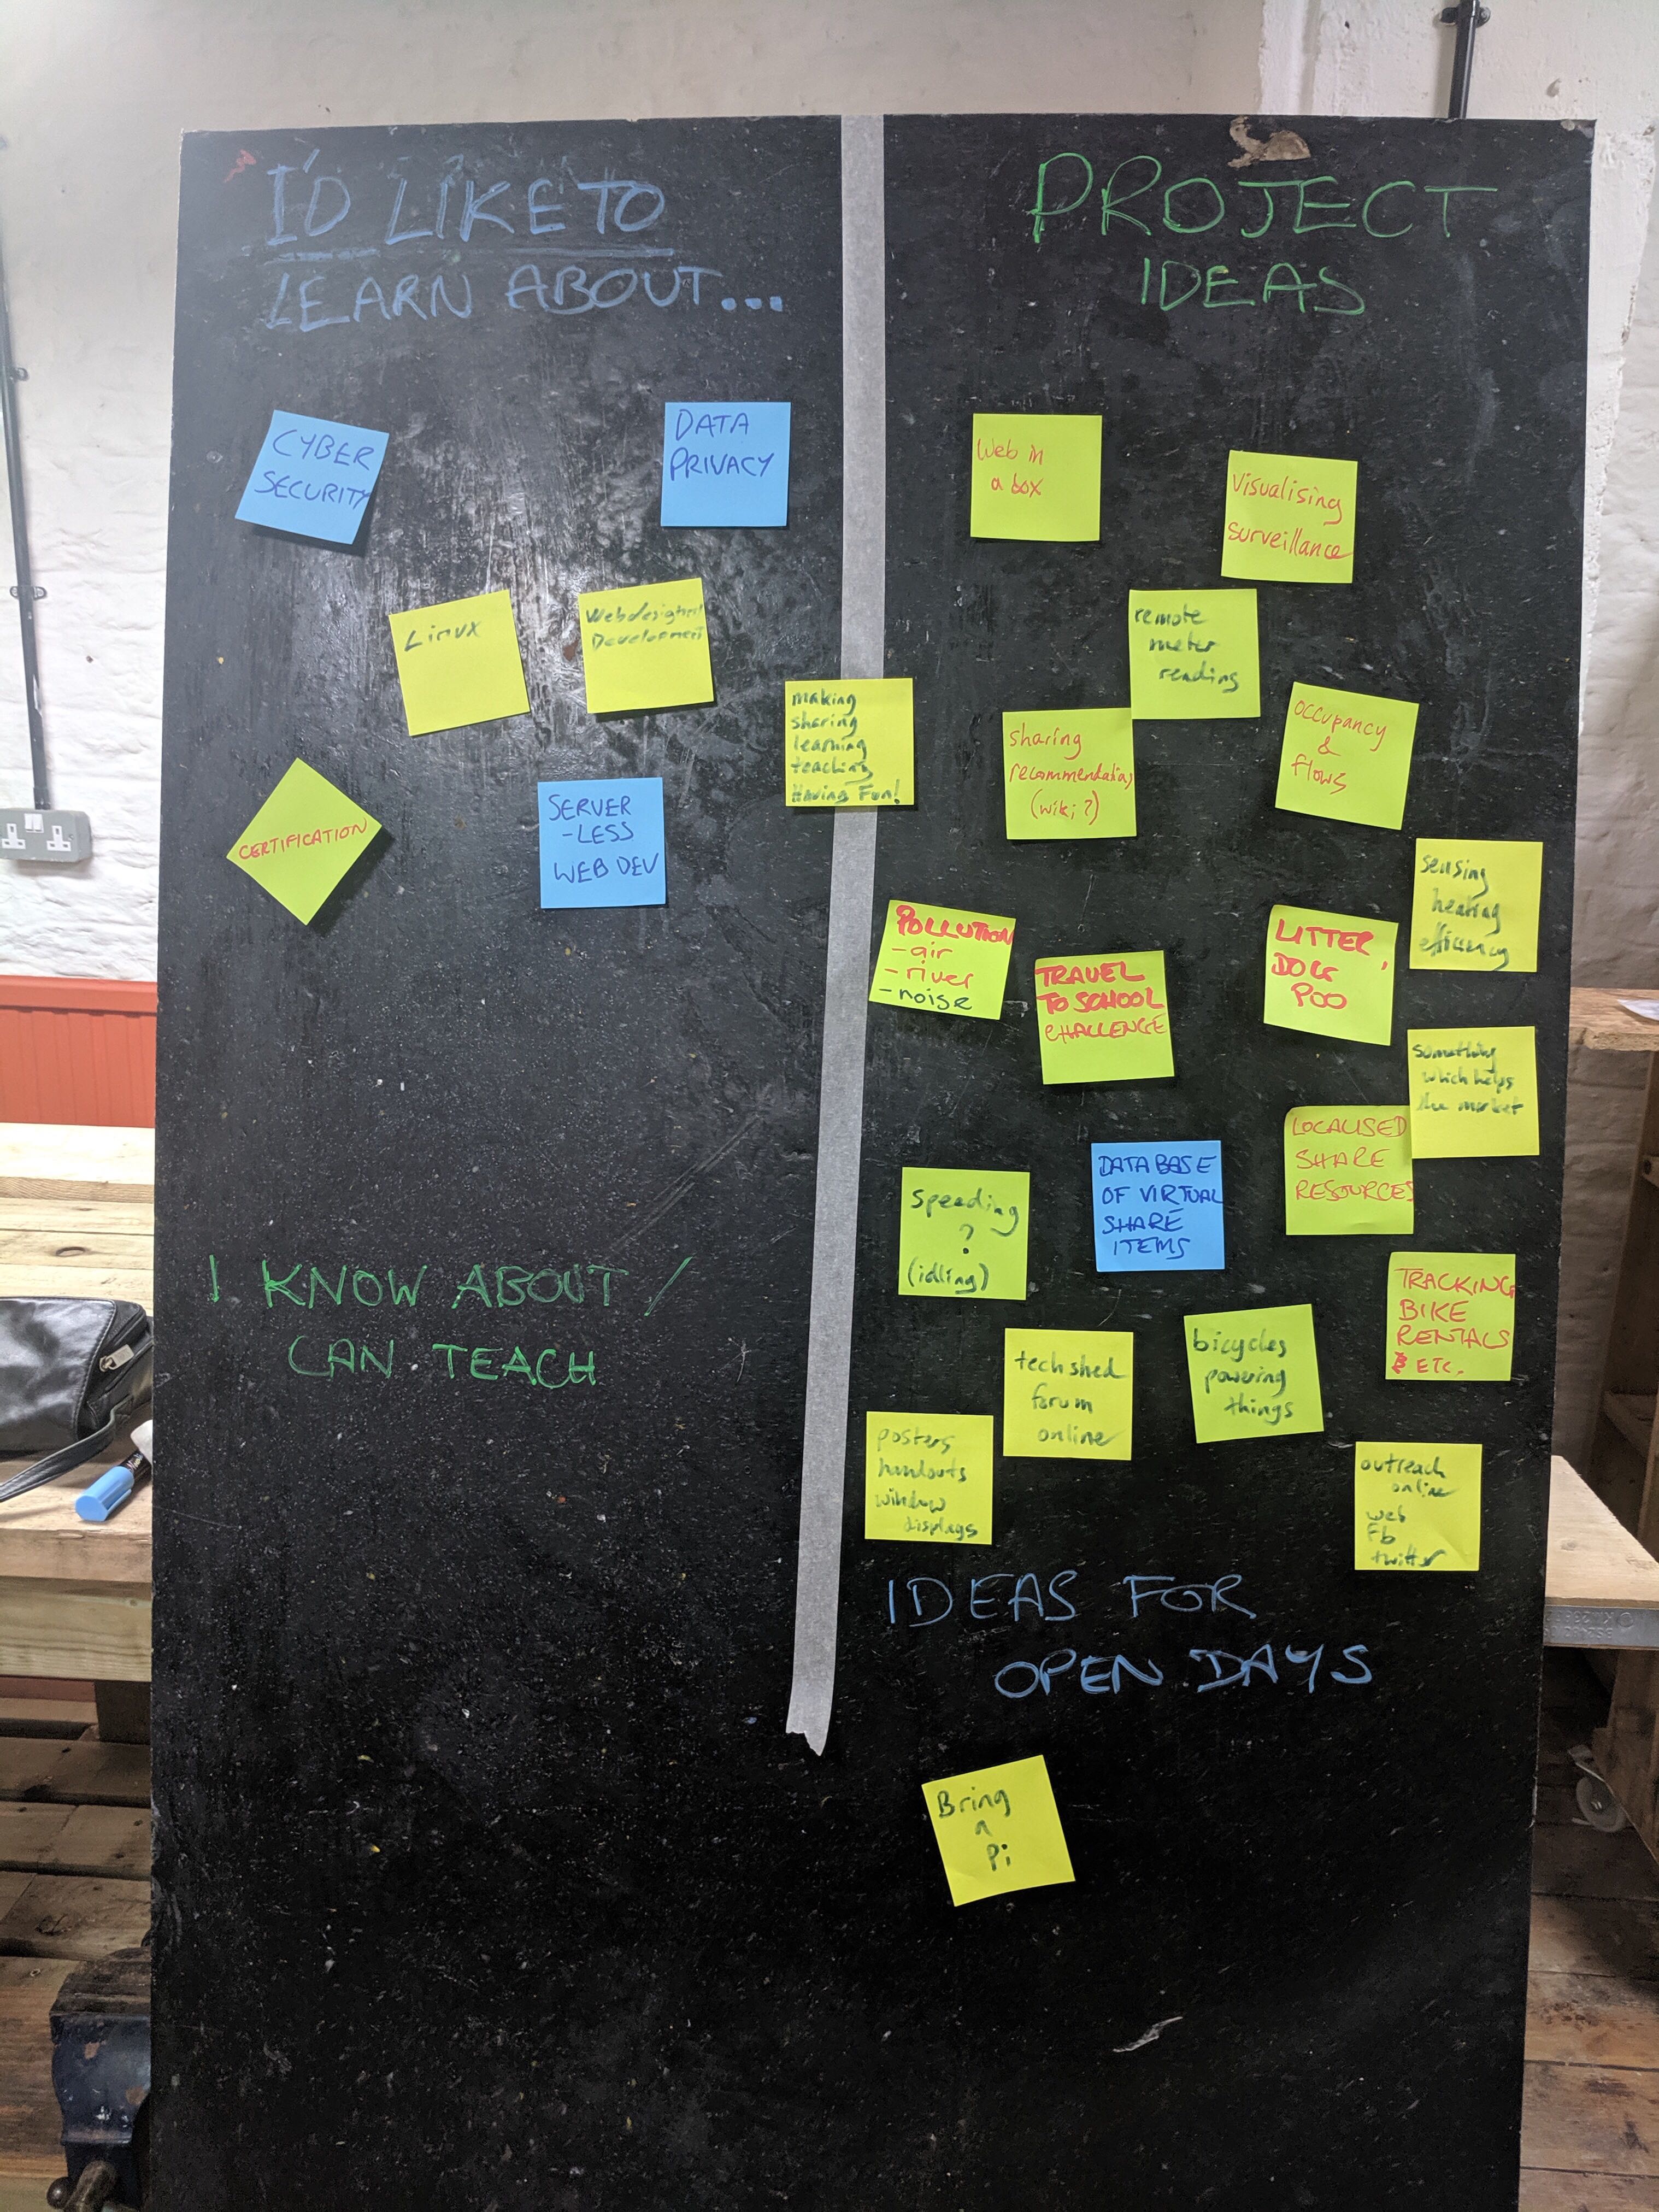 I'D LIKE TO
LEARN ABOUT...
CYBER
SECURITY
DATA
PRIVACY
Linux
Webdesign
Development
CERTIFICATION
SERVER
-LESS
WEB DEV
making
sharing
learning
teaching
Having Fun!
I KNOW ABOUT /
CAN TEACH
PROJECT
IDEAS
Web in
a box
Visualising
surveillance
remote
meter
reading
sharing
recommendations
(wiki?)
occupancy
&
flows
sensing
heating
efficiency
POLLUTION
- air
- river
- noise
TRAVEL
TO SCHOOL
CHALLENGE
LITTER,
DOG
POO
something
which helps
the market
LOCALISED
SHARE
RESOURCES
DATABASE
OF VIRTUAL
SHARE
ITEMS
Speeding
?
(idling)
TRACKING
BIKE
RENTALS
ETC.
bicycles
powering
things
tech shed
forum
online
posters
handouts
window
displays
outreach
online
web
Fb
twitter
IDEAS FOR
OPEN DAYS
Bring
a
Pi